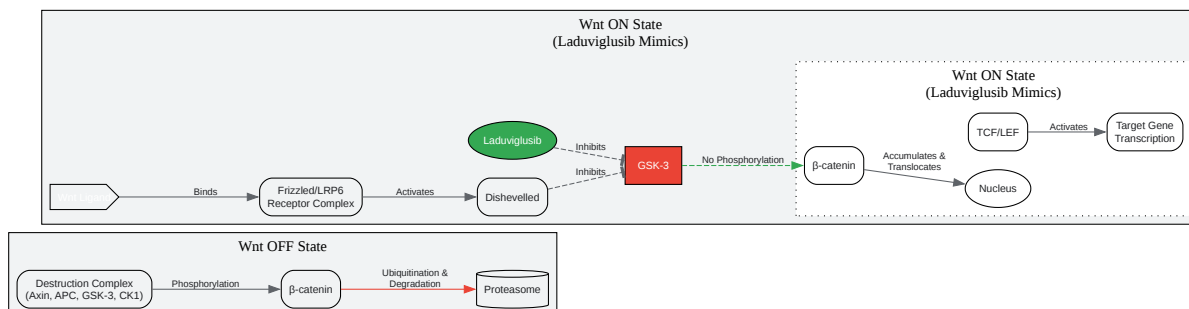 Wnt ON State
(Laduviglusib Mimics)
Wnt ON State
(Laduviglusib Mimics)
Laduviglusib
Inhibits
Inhibits
GSK-3
No Phosphorylation
β-catenin
Accumulates &
Translocates
TCF/LEF
Activates
Target Gene
Transcription
Nucleus
Binds
Frizzled/LRP6
Receptor Complex
Activates
Dishevelled
Wnt OFF State
Destruction Complex
(Axin, APC, GSK-3, CK1)
Phosphorylation
β-catenin
Ubiquitination &
Degradation
Proteasome